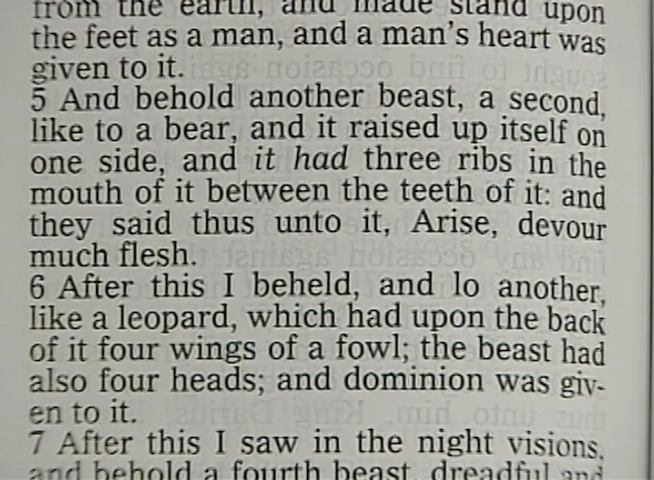 from the earth, and made stand upon
the feet as a man, and a man's heart was
given to it.
5 And behold another beast, a second,
like to a bear, and it raised up itself on
one side, and it had three ribs in the
mouth of it between the teeth of it: and
they said thus unto it, Arise, devour
much flesh.
6 After this I beheld, and lo another,
like a leopard, which had upon the back
of it four wings of a fowl; the beast had
also four heads; and dominion was giv-
en to it.
7 After this I saw in the night visions,
and behold a fourth beast, dreadful and